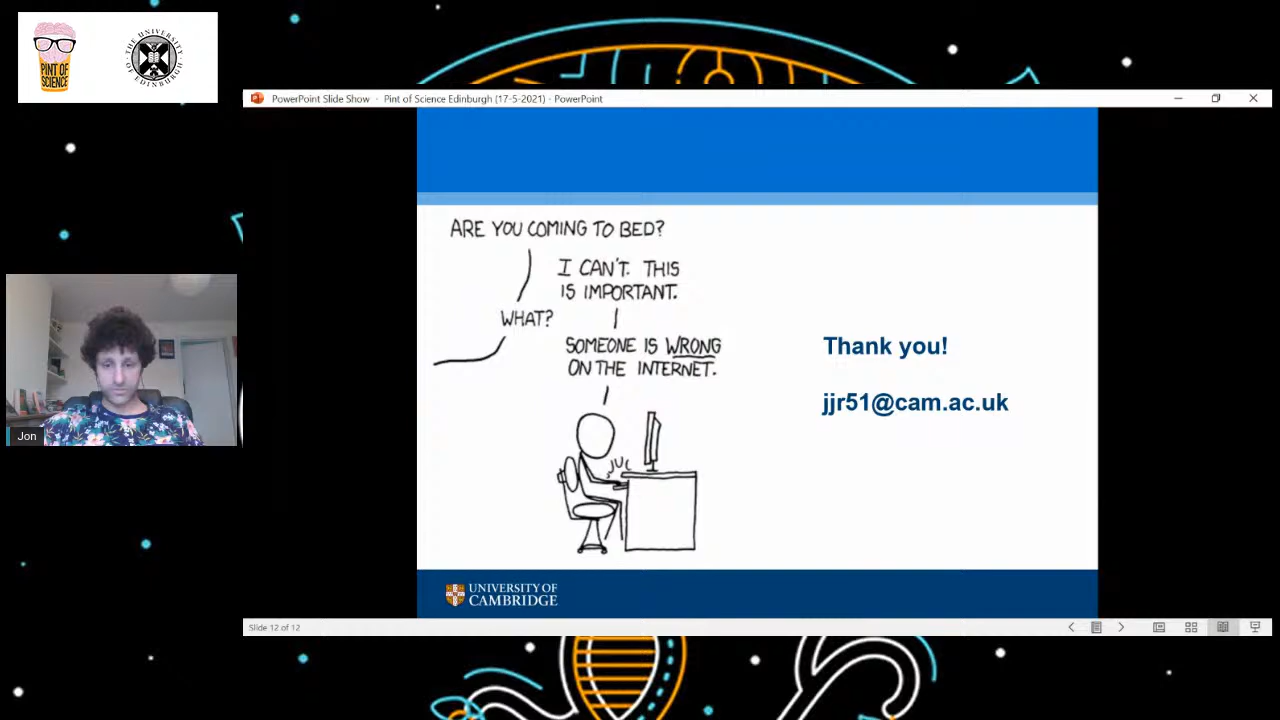 PINT OF
SCIENCE
THE UNIVERSITY
OF EDINBURGH
PowerPoint Slide Show - Pint of Science Edinburgh (17-5-2021) - PowerPoint
ARE YOU COMING TO BED?
I CAN'T. THIS
IS IMPORTANT.
WHAT?
SOMEONE IS WRONG
ON THE INTERNET.
Thank you!
jjr51@cam.ac.uk
Jon
UNIVERSITY OF
CAMBRIDGE
Slide 12 of 12